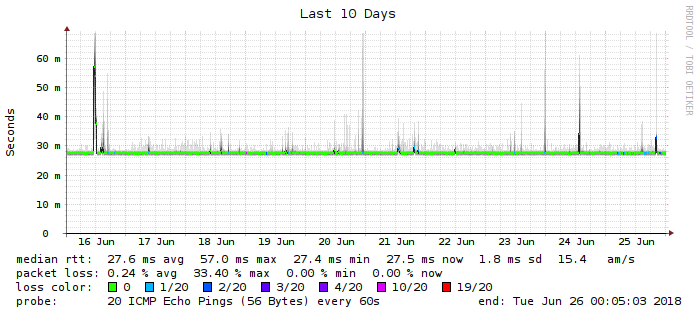 Last 10 Days
RRDTOOL / TOBI OETIKER
Seconds
60 m
50 m
40 m
30 m
20 m
10 m
0
16 Jun 17 Jun 18 Jun 19 Jun 20 Jun 21 Jun 22 Jun 23 Jun 24 Jun 25 Jun
median rtt: 27.6 ms avg 57.0 ms max 27.4 ms min 27.5 ms now 1.8 ms sd 15.4 am/s
packet loss: 0.24 % avg 33.40 % max 0.00 % min 0.00 % now
loss color: 0 1/20 2/20 3/20 4/20 10/20 19/20
probe: 20 ICMP Echo Pings (56 Bytes) every 60s end: Tue Jun 26 00:05:03 2018